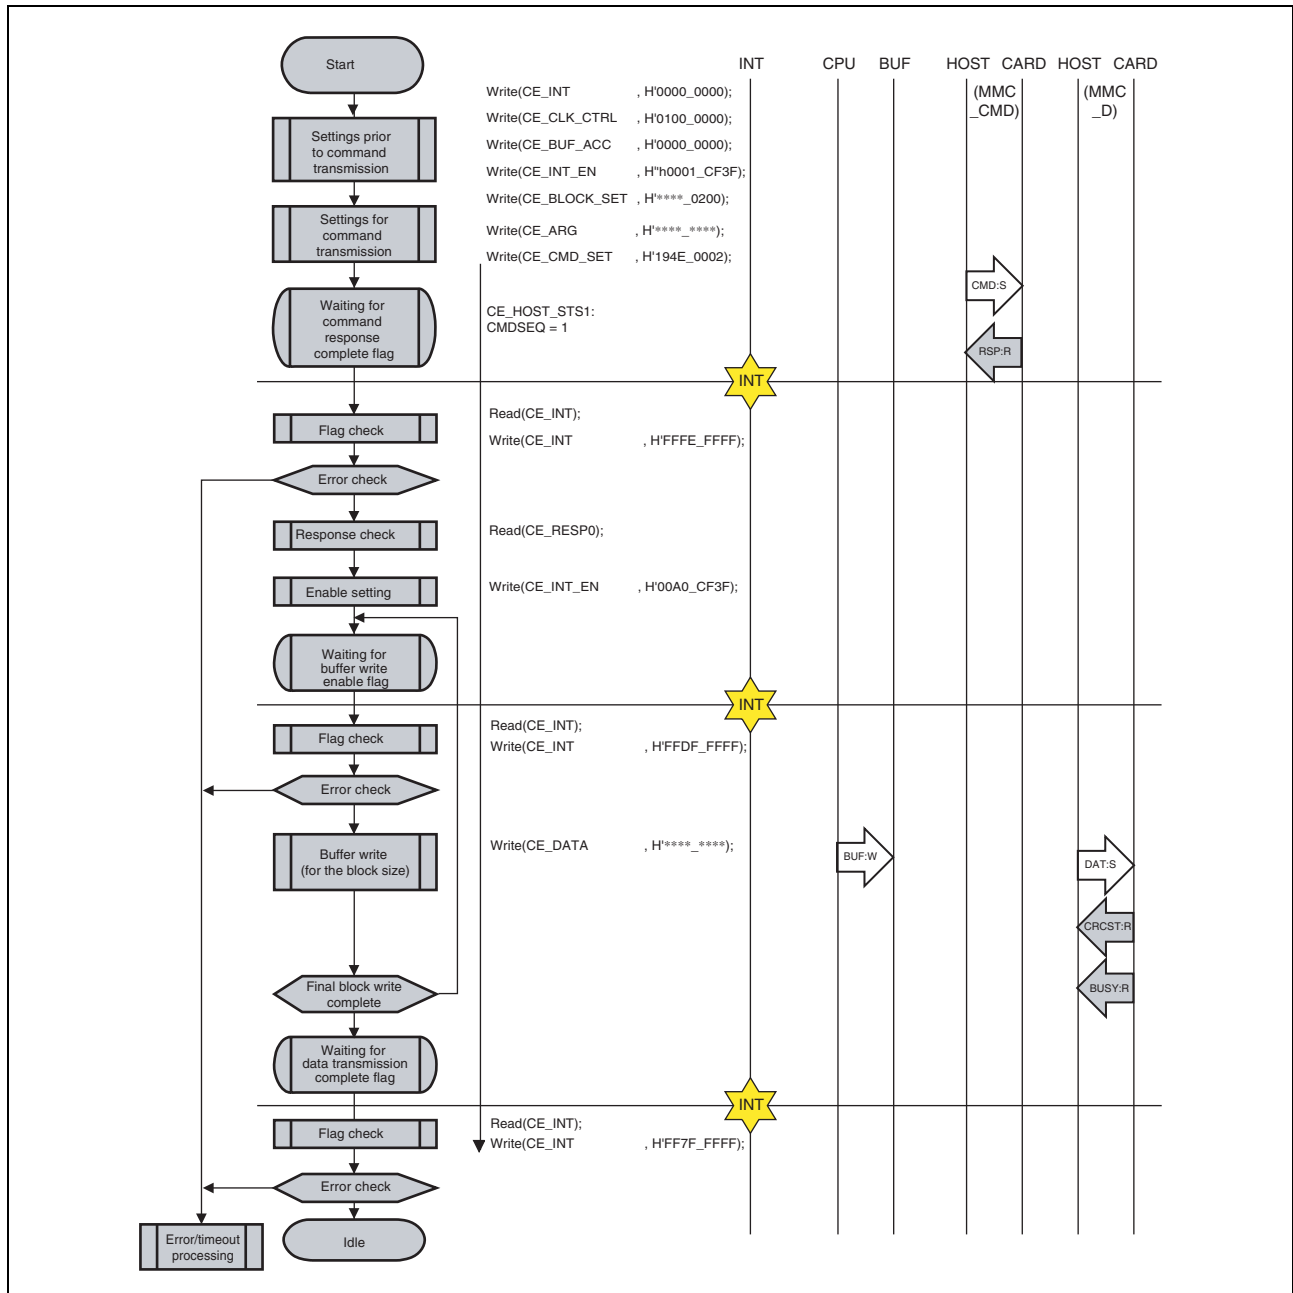 Start
INT CPU BUF HOST CARD HOST CARD
(MMC
_CMD)
(MMC
_D)
Write(CE_INT , H'0000_0000);
Write(CE_CLK_CTRL , H'0100_0000);
Write(CE_BUF_ACC , H'0000_0000);
Write(CE_INT_EN , H"h0001_CF3F);
Write(CE_BLOCK_SET , H'****_0200);
Write(CE_ARG , H'****_****);
Write(CE_CMD_SET , H'194E_0002);
Settings prior
to command
transmission
Settings for
command
transmission
Waiting for
command
response
complete flag
CE_HOST_STS1:
CMDSEQ = 1
CMD:S
RSP:R
INT
Flag check
Read(CE_INT);
Write(CE_INT , H'FFFE_FFFF);
Error check
Response check
Read(CE_RESP0);
Enable setting
Write(CE_INT_EN , H'00A0_CF3F);
Waiting for
buffer write
enable flag
INT
Flag check
Read(CE_INT);
Write(CE_INT , H'FFDF_FFFF);
Error check
Buffer write
(for the block size)
Write(CE_DATA , H'****_****);
BUF:W
DAT:S
CRCST:R
BUSY:R
Final block write
complete
Waiting for
data transmission
complete flag
INT
Flag check
Read(CE_INT);
Write(CE_INT , H'FF7F_FFFF);
Error check
Error/timeout
processing
Idle